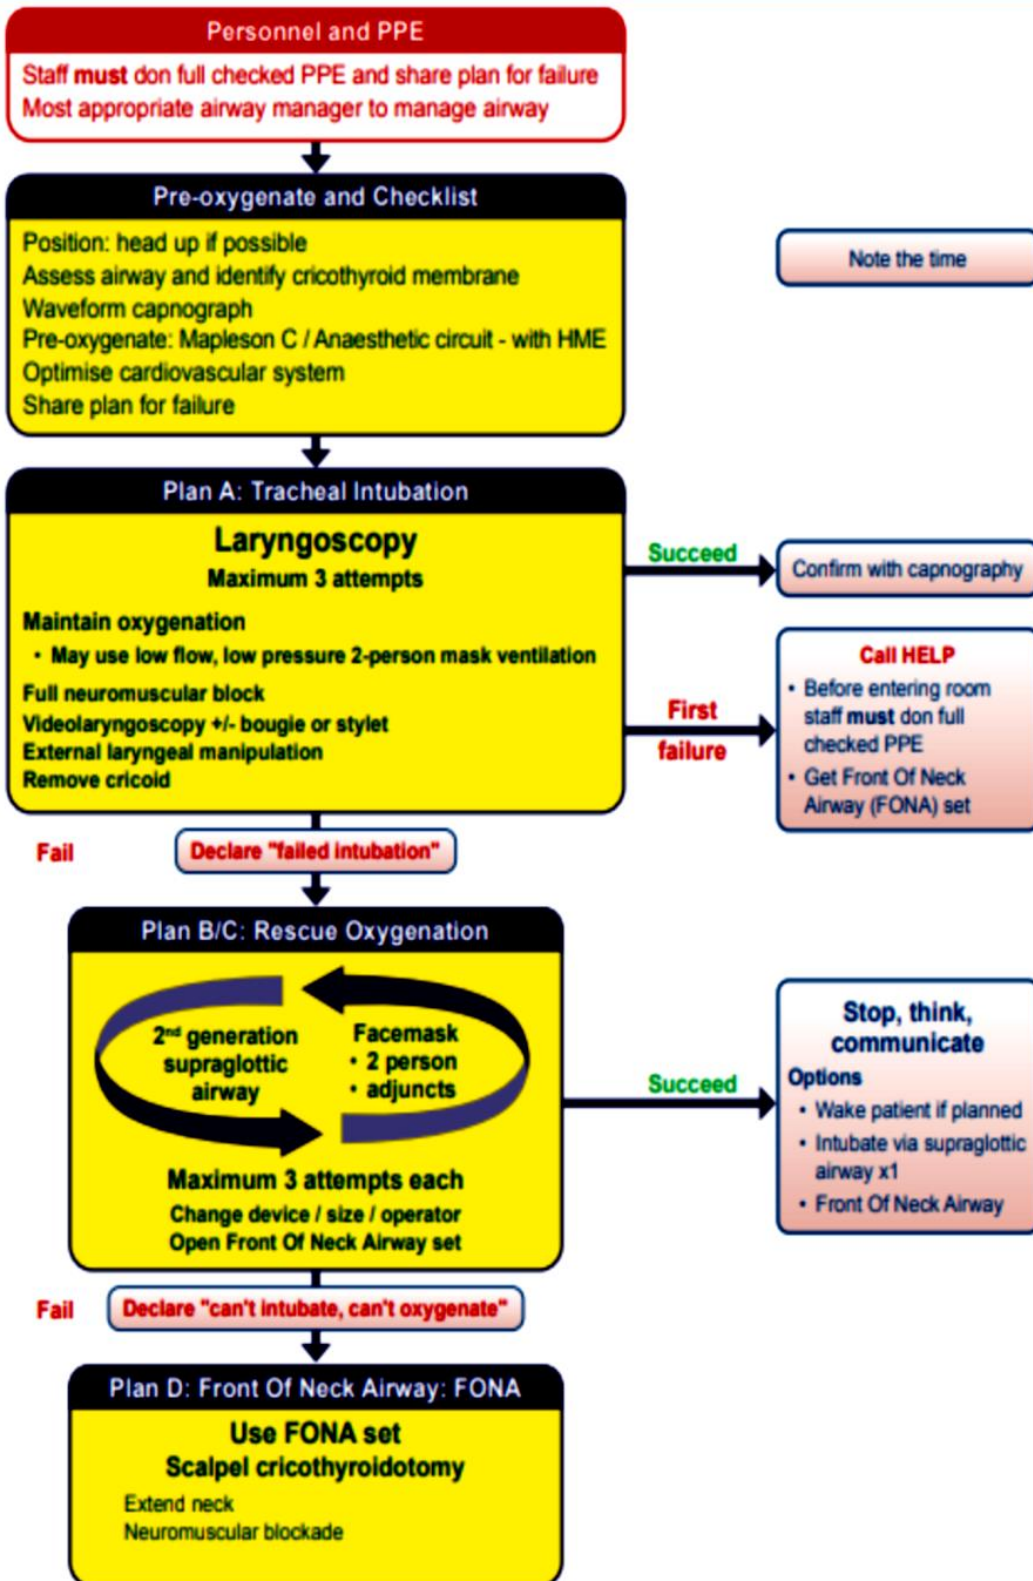 Personnel and PPE
Staff must don full checked PPE and share plan for failure
Most appropriate airway manager to manage airway
Pre-oxygenate and Checklist
Position: head up if possible
Assess airway and identify cricothyroid membrane
Waveform capnograph
Pre-oxygenate: Mapleson C / Anaesthetic circuit - with HME
Optimise cardiovascular system
Share plan for failure
Note the time
Plan A: Tracheal Intubation
Laryngoscopy
Maximum 3 attempts
Maintain oxygenation
• May use low flow, low pressure 2-person mask ventilation
Full neuromuscular block
Videolaryngoscopy +/- bougie or stylet
External laryngeal manipulation
Remove cricoid
Succeed
Confirm with capnography
First
failure
Call HELP
• Before entering room
staff must don full
checked PPE
• Get Front Of Neck
Airway (FONA) set
Fail
Declare "failed intubation"
Plan B/C: Rescue Oxygenation
2nd generation
supraglottic
airway
Facemask
• 2 person
• adjuncts
Maximum 3 attempts each
Change device / size / operator
Open Front Of Neck Airway set
Succeed
Stop, think,
communicate
Options
• Wake patient if planned
• Intubate via supraglottic
airway x1
• Front Of Neck Airway
Fail
Declare "can't intubate, can't oxygenate"
Plan D: Front Of Neck Airway: FONA
Use FONA set
Scalpel cricothyroidotomy
Extend neck
Neuromuscular blockade